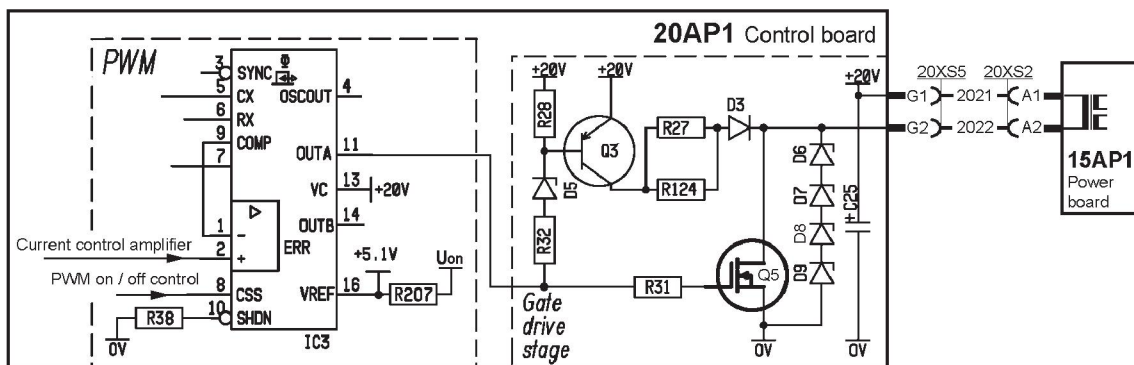 20AP1 Control board
PWM
3
SYNC
Φ
5
CX
OSCOUT
4
6
RX
9
COMP
7
OUTA
11
VC
13
+20V
OUTB
14
1
-
ERR
2
+
Current control amplifier
PWM on / off control
8
CSS
+5.1V
Uon
VREF
16
R207
10
SHDN
R38
0V
IC3
+20V
+20V
R28
Q3
D5
R32
R27
R124
D3
D6
D7
D8
D9
+20V
+
C25
R31
Q5
0V
0V
Gate
drive
stage
20XS5
20XS2
G1
2021
A1
G2
2022
A2
15AP1
Power
board